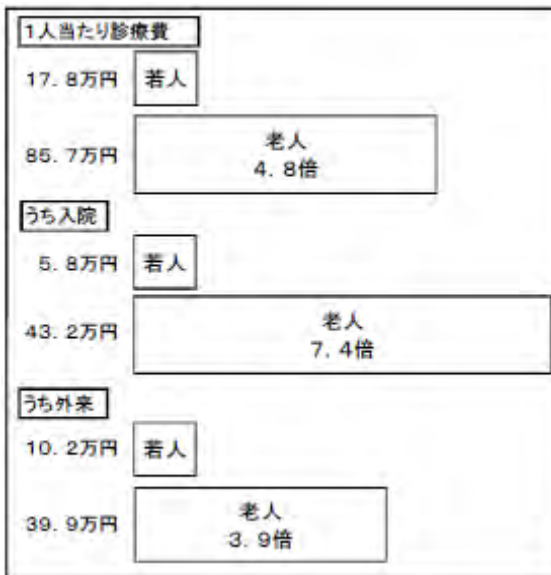 1人当たり診療費
17.8万円 若人
85.7万円 老人
4.8倍
うち入院
5.8万円 若人
43.2万円 老人
7.4倍
うち外来
10.2万円 若人
39.9万円 老人
3.9倍